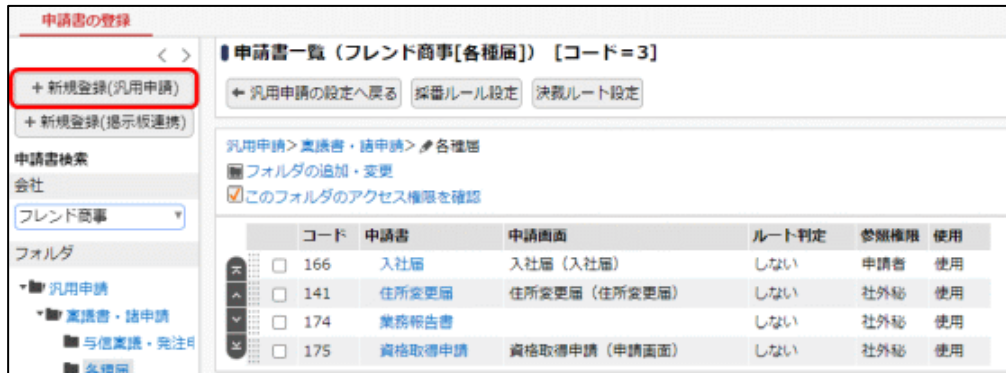 申請書の登録
＋新規登録(汎用申請)
＋新規登録(掲示板連携)
申請書検索
会社
フレンド商事
フォルダ
汎用申請
稟議書・諸申請
与信稟議・発注申
各種届
申請書一覧（フレンド商事[各種届]） [コード=3]
汎用申請の設定へ戻る 採番ルール設定 決裁ルート設定
汎用申請>稟議書・諸申請>各種届
フォルダの追加・変更
このフォルダのアクセス権限を確認
コード 申請書 申請画面 ルート判定 参照権限 使用
166 入社届 入社届（入社届） しない 申請者 使用
141 住所変更届 住所変更届（住所変更届） しない 社外秘 使用
174 業務報告書 しない 社外秘 使用
175 資格取得申請 資格取得申請（申請画面） しない 社外秘 使用